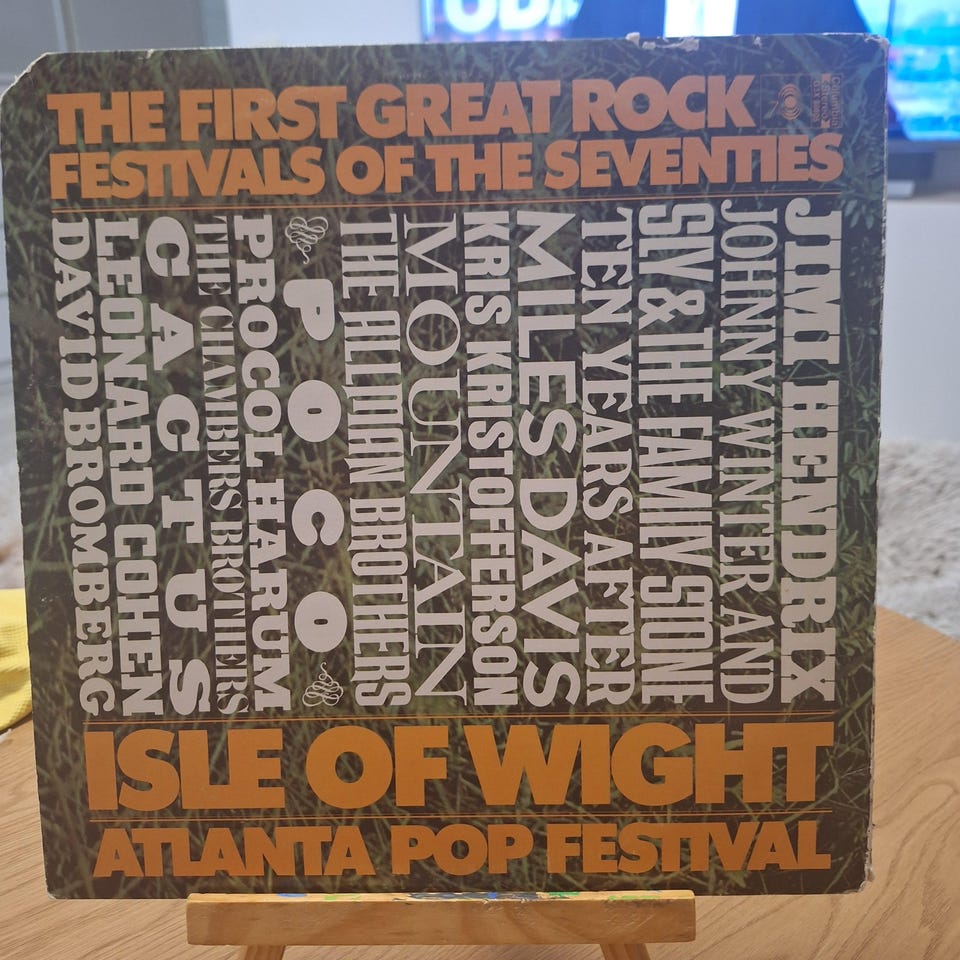 THE FIRST GREAT ROCK
FESTIVALS OF THE SEVENTIES
JIMI HENDRIX
JOHNNY WINTER AND
SLY & THE FAMILY STONE
TEN YEARS AFTER
MILES DAVIS
KRIS KRISTOFFERSON
MOUNTAIN
THE ALLMAN BROTHERS
POCO
PROCOL HARUM
THE CHAMBERS BROTHERS
CACTUS
LEONARD COHEN
DAVID BROMBERG
ISLE OF WIGHT
ATLANTA POP FESTIVAL
Columbia